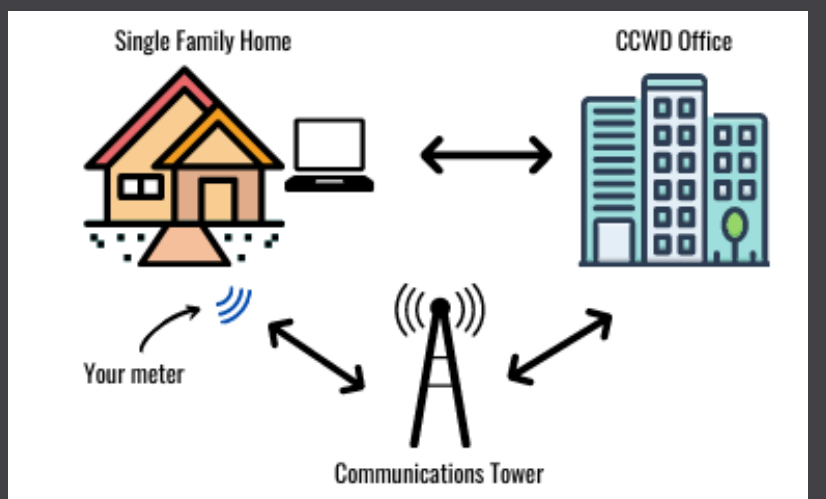 Single Family Home
CCWD Office
Your meter
Communications Tower